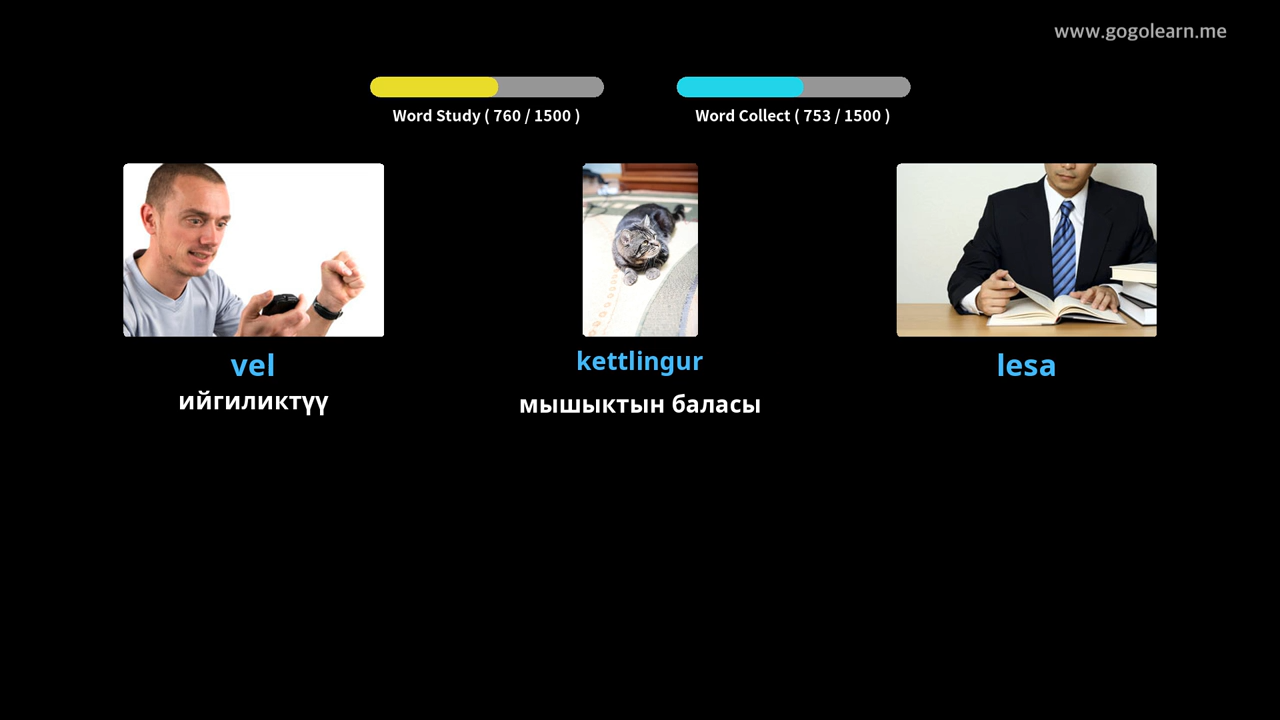 www.gogolearn.me
Word Study ( 760 / 1500 )
Word Collect ( 753 / 1500 )
vel
ийгиликтүү
kettlingur
мышыктын баласы
lesa